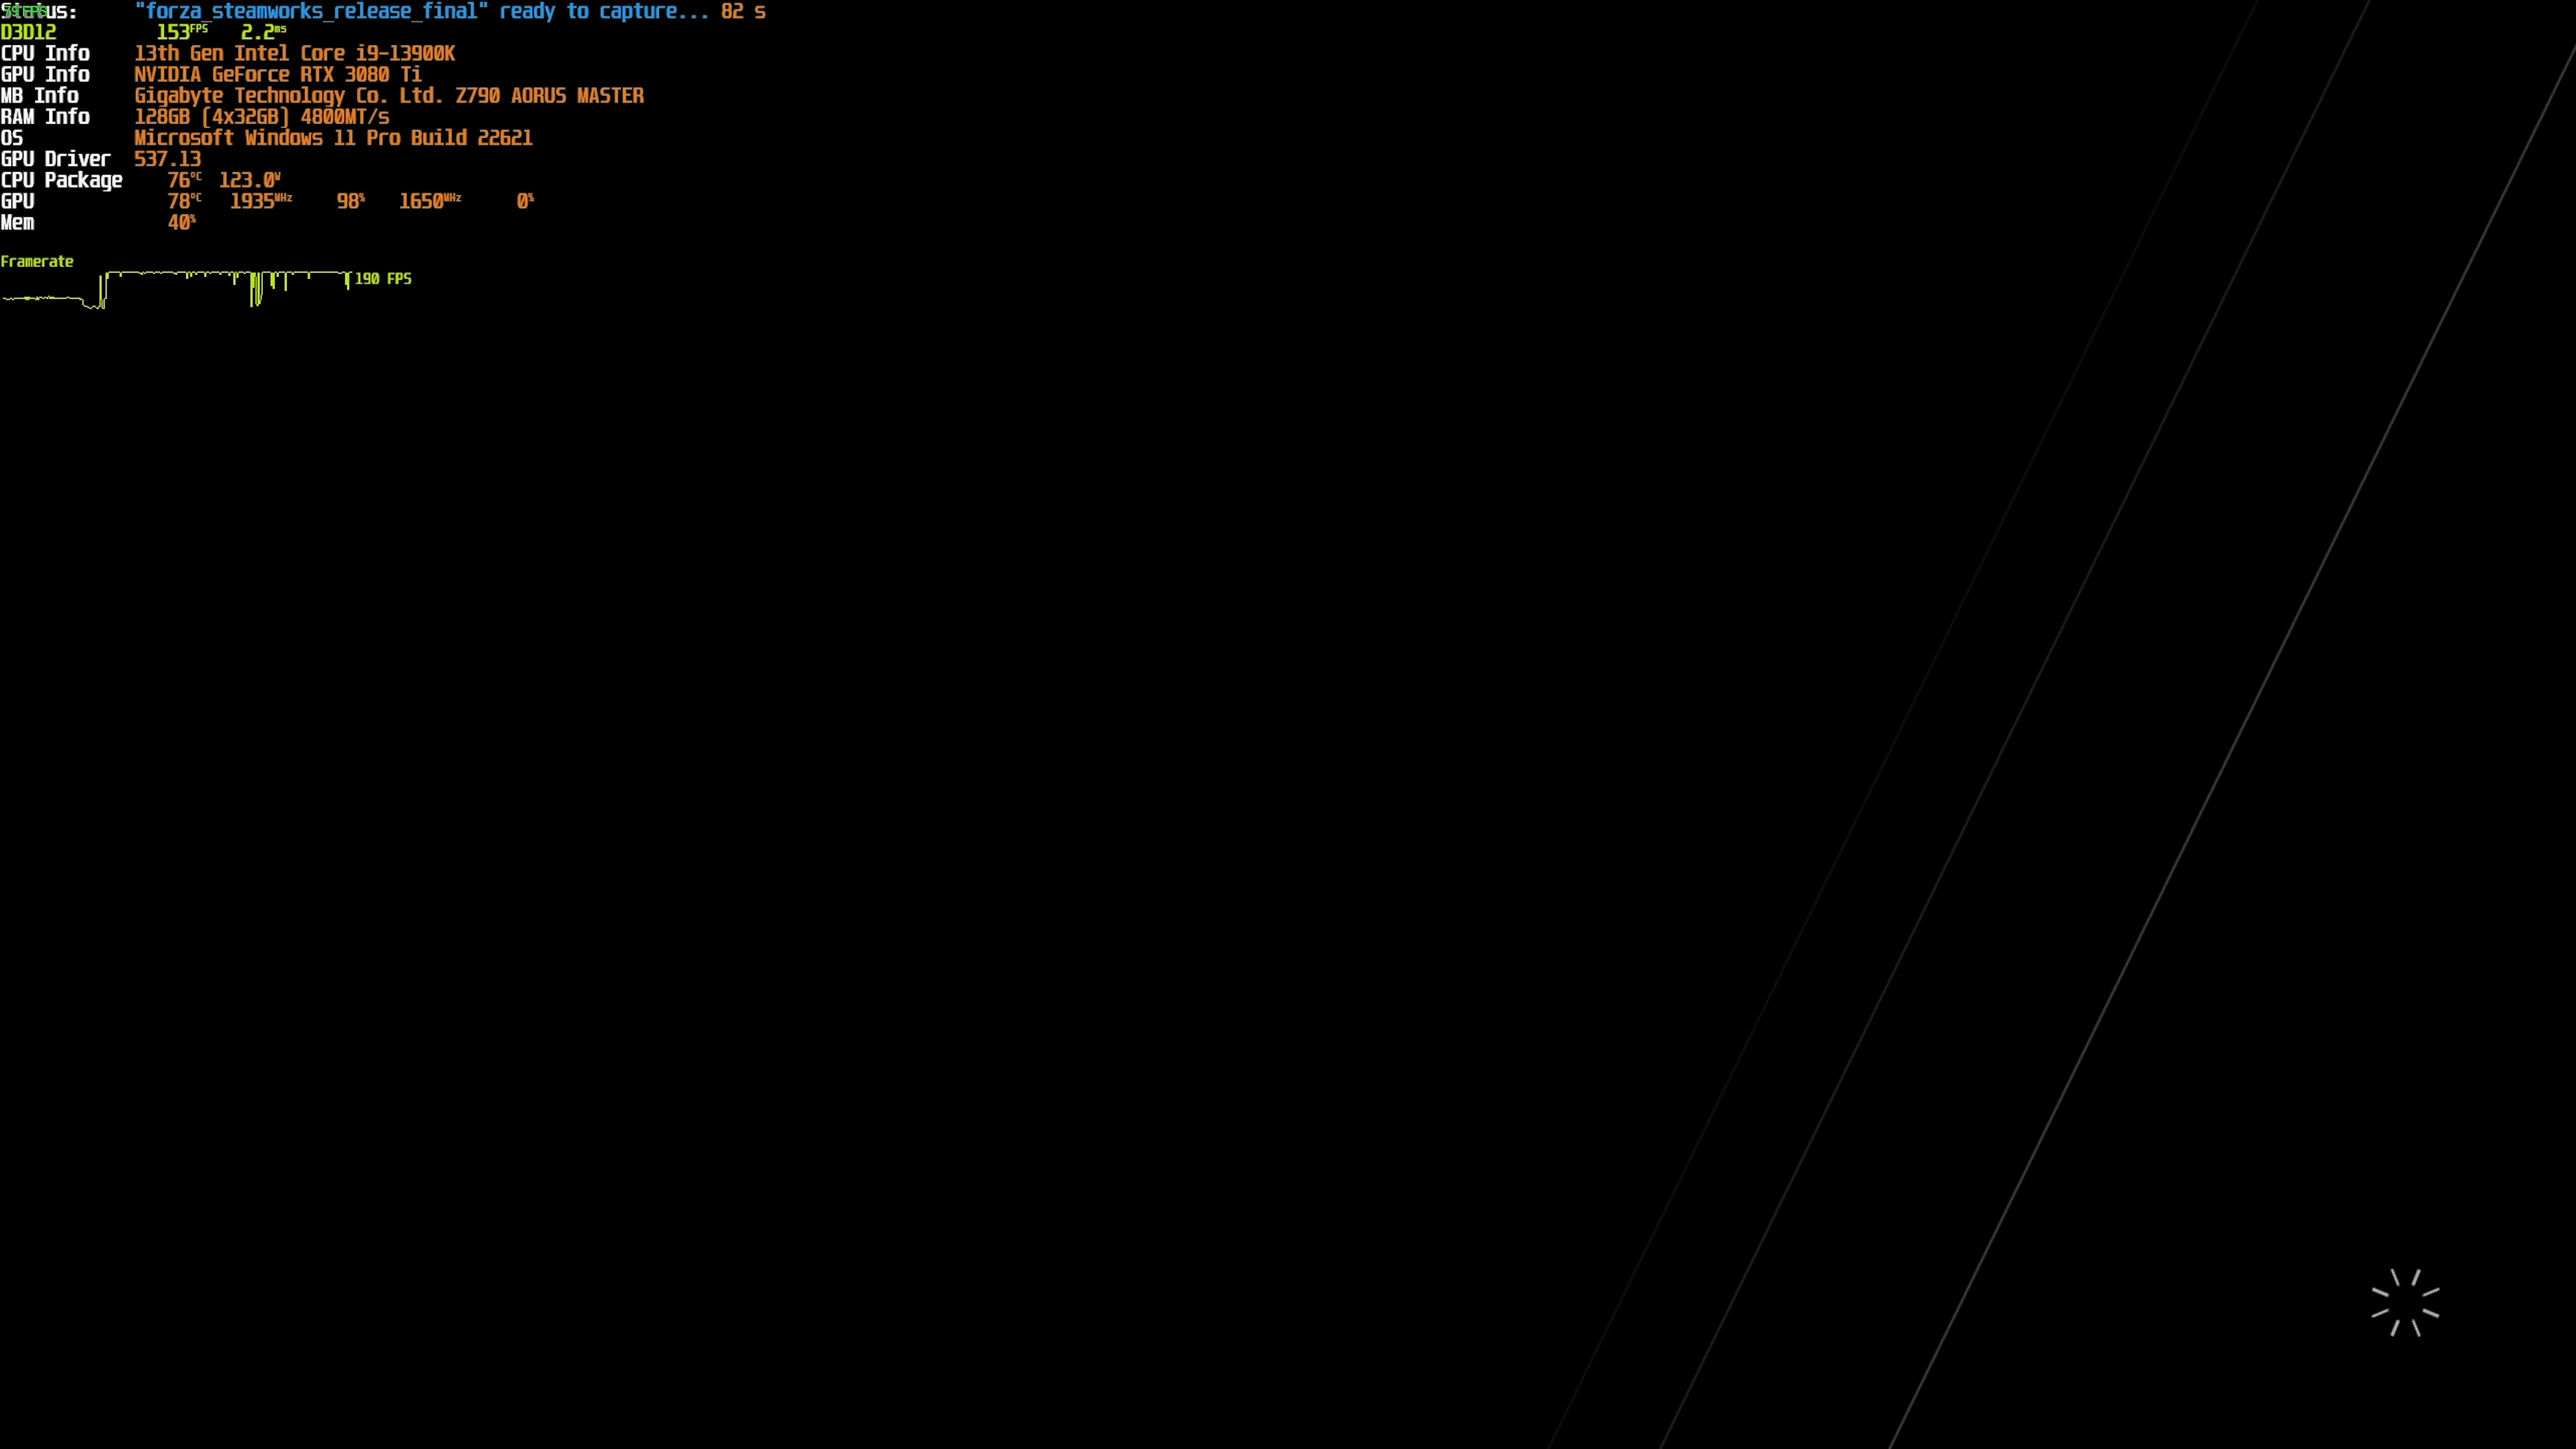 Status: "forza_steamworks_release_final" ready to capture... 82 s
D3D12 153FPS 2.2ms
CPU Info 13th Gen Intel Core i9-13900K
GPU Info NVIDIA GeForce RTX 3080 Ti
MB Info Gigabyte Technology Co. Ltd. Z790 AORUS MASTER
RAM Info 128GB [4x32GB] 4800MT/s
OS Microsoft Windows 11 Pro Build 22621
GPU Driver 537.13
CPU Package 76°C 123.0W
GPU 78°C 1935MHz 98% 1650MHz 0%
Mem 40%
Framerate
190 FPS